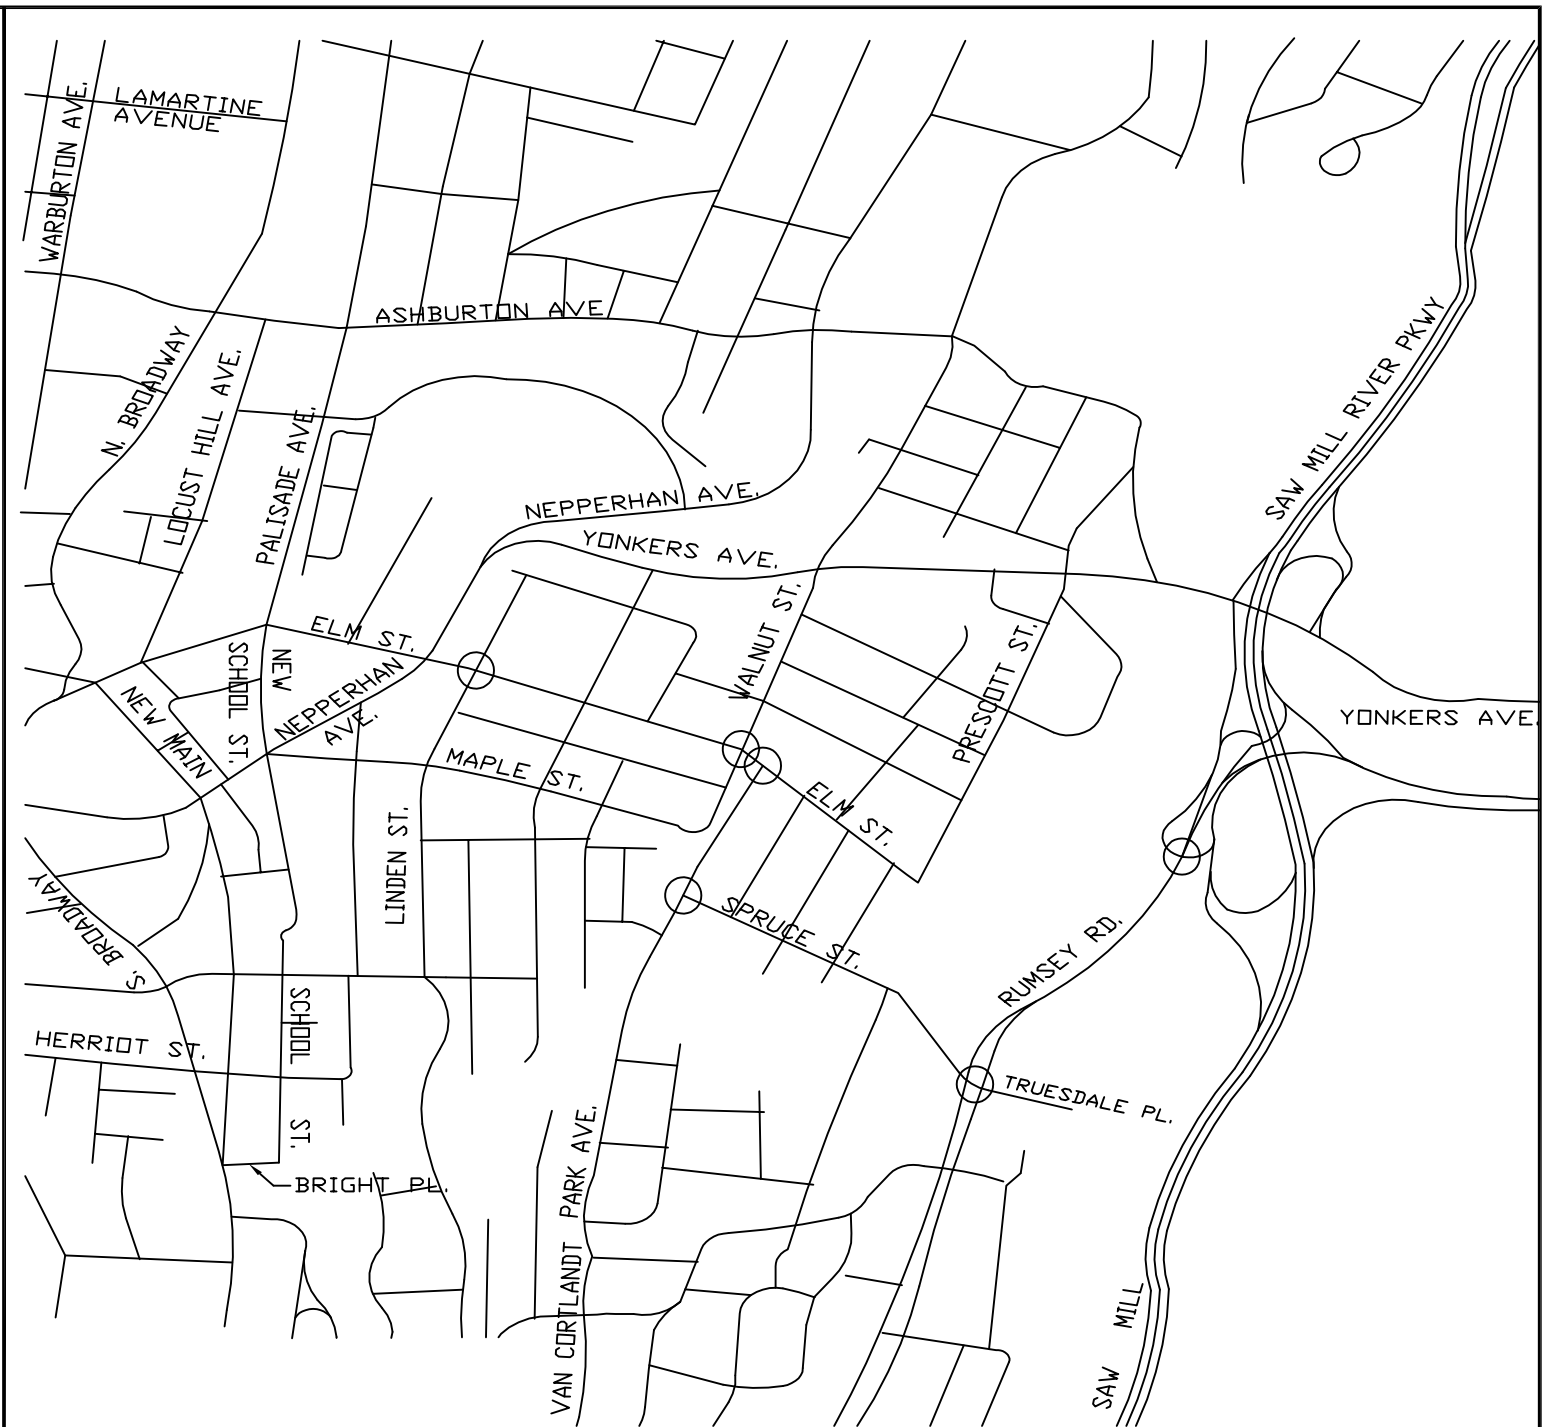 LAMARTINE
AVENUE
WARBURTON AVE.
ASHBURTON AVE
N. BROADWAY
LOCUST HILL AVE.
PALISADE AVE.
SAW MILL RIVER PKWY
NEPPERHAN AVE.
YONKERS AVE.
ELM ST.
WALNUT ST.
PRESCOTT ST.
NEW
SCHOOL ST.
NEPPERHAN
AVE.
NEW MAIN
YONKERS AVE.
MAPLE ST.
ELM ST.
LINDEN ST.
S. BROADWAY
SPRUCE ST.
RUMSEY RD.
HERRIOT ST.
SCHOOL ST.
TRUESDALE PL.
BRIGHT PL.
VAN CORTLANDT PARK AVE.
SAW MILL